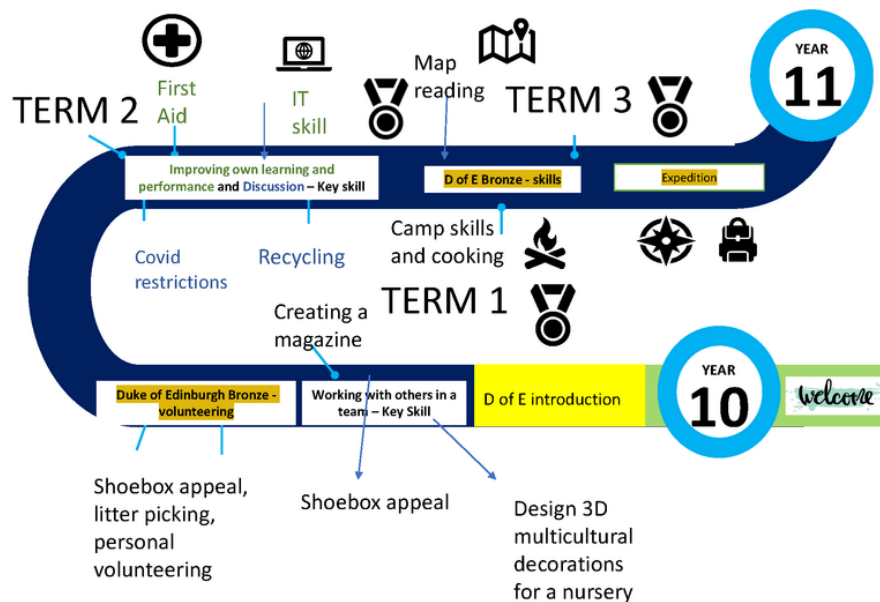 YEAR
11
Map
reading
First
Aid
IT
skill
TERM 2
TERM 3
Improving own learning and
performance and Discussion – Key skill
D of E Bronze - skills
Expedition
Covid
restrictions
Recycling
Camp skills
and cooking
TERM 1
Creating a
magazine
YEAR
10
Duke of Edinburgh Bronze -
volunteering
Working with others in a
team – Key Skill
D of E introduction
welcome
Shoebox appeal,
litter picking,
personal
volunteering
Shoebox appeal
Design 3D
multicultural
decorations
for a nursery